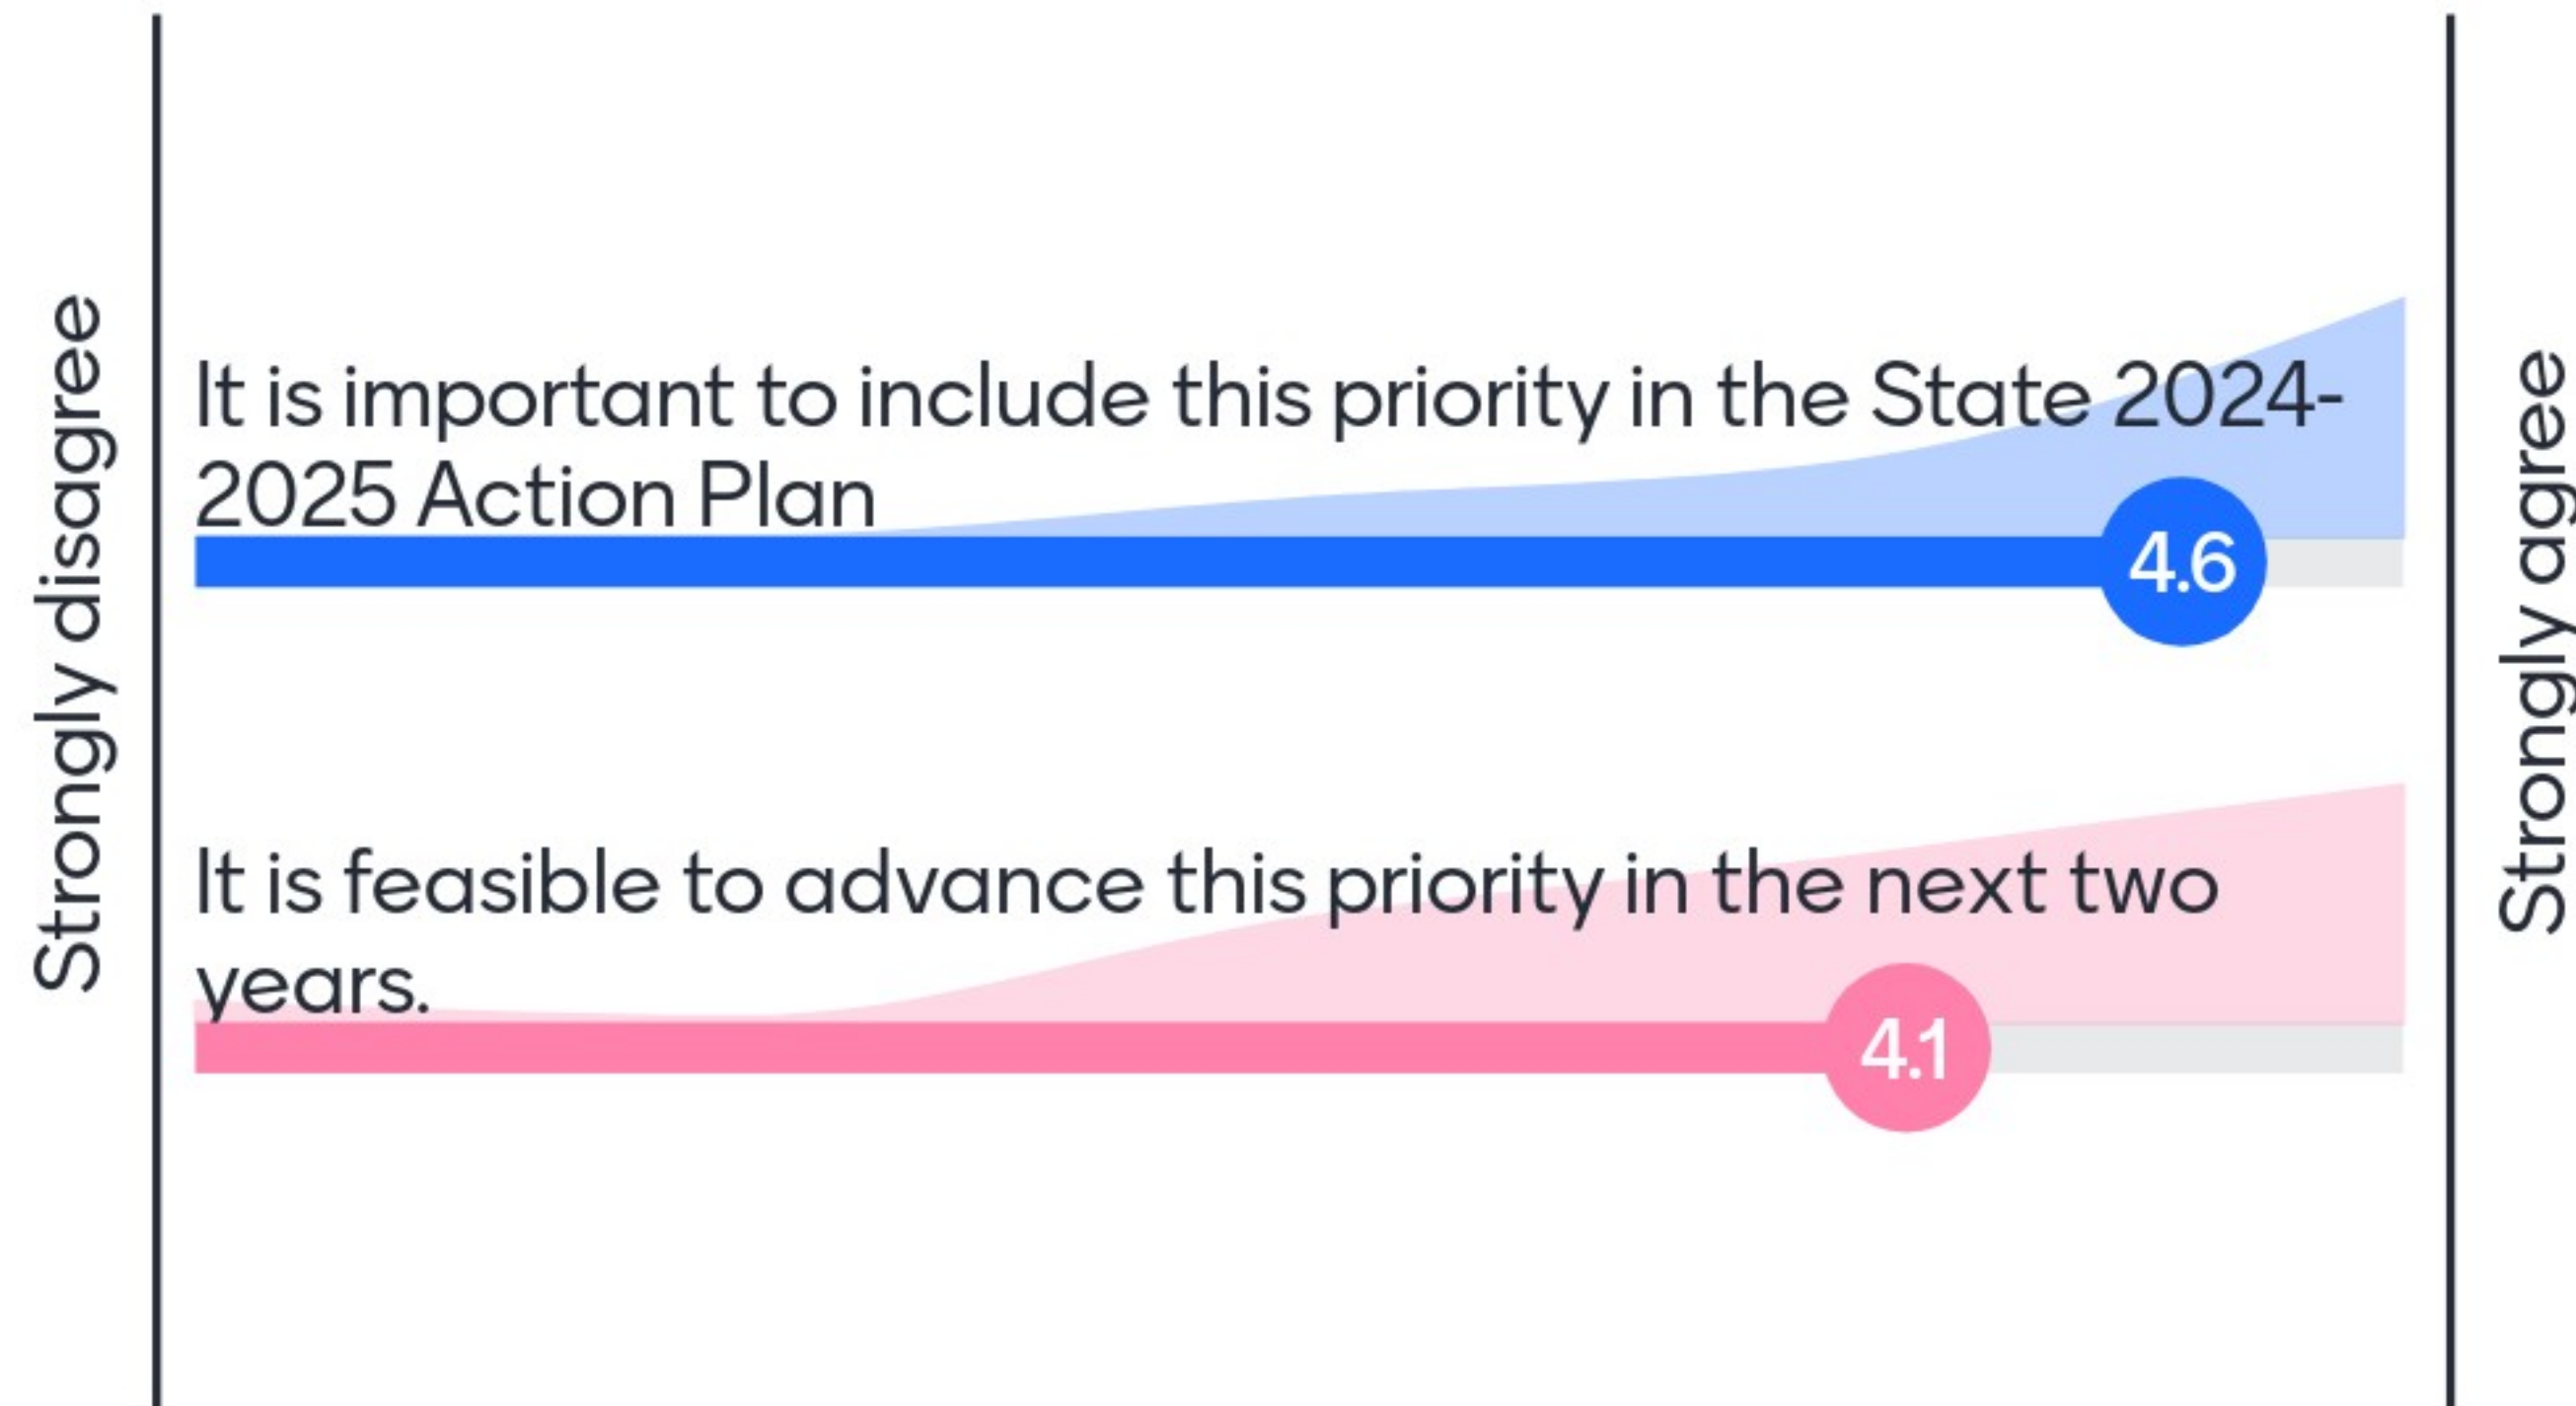 Strongly disagree
It is important to include this priority in the State 2024-
2025 Action Plan
4.6
It is feasible to advance this priority in the next two
years.
4.1
Strongly agree